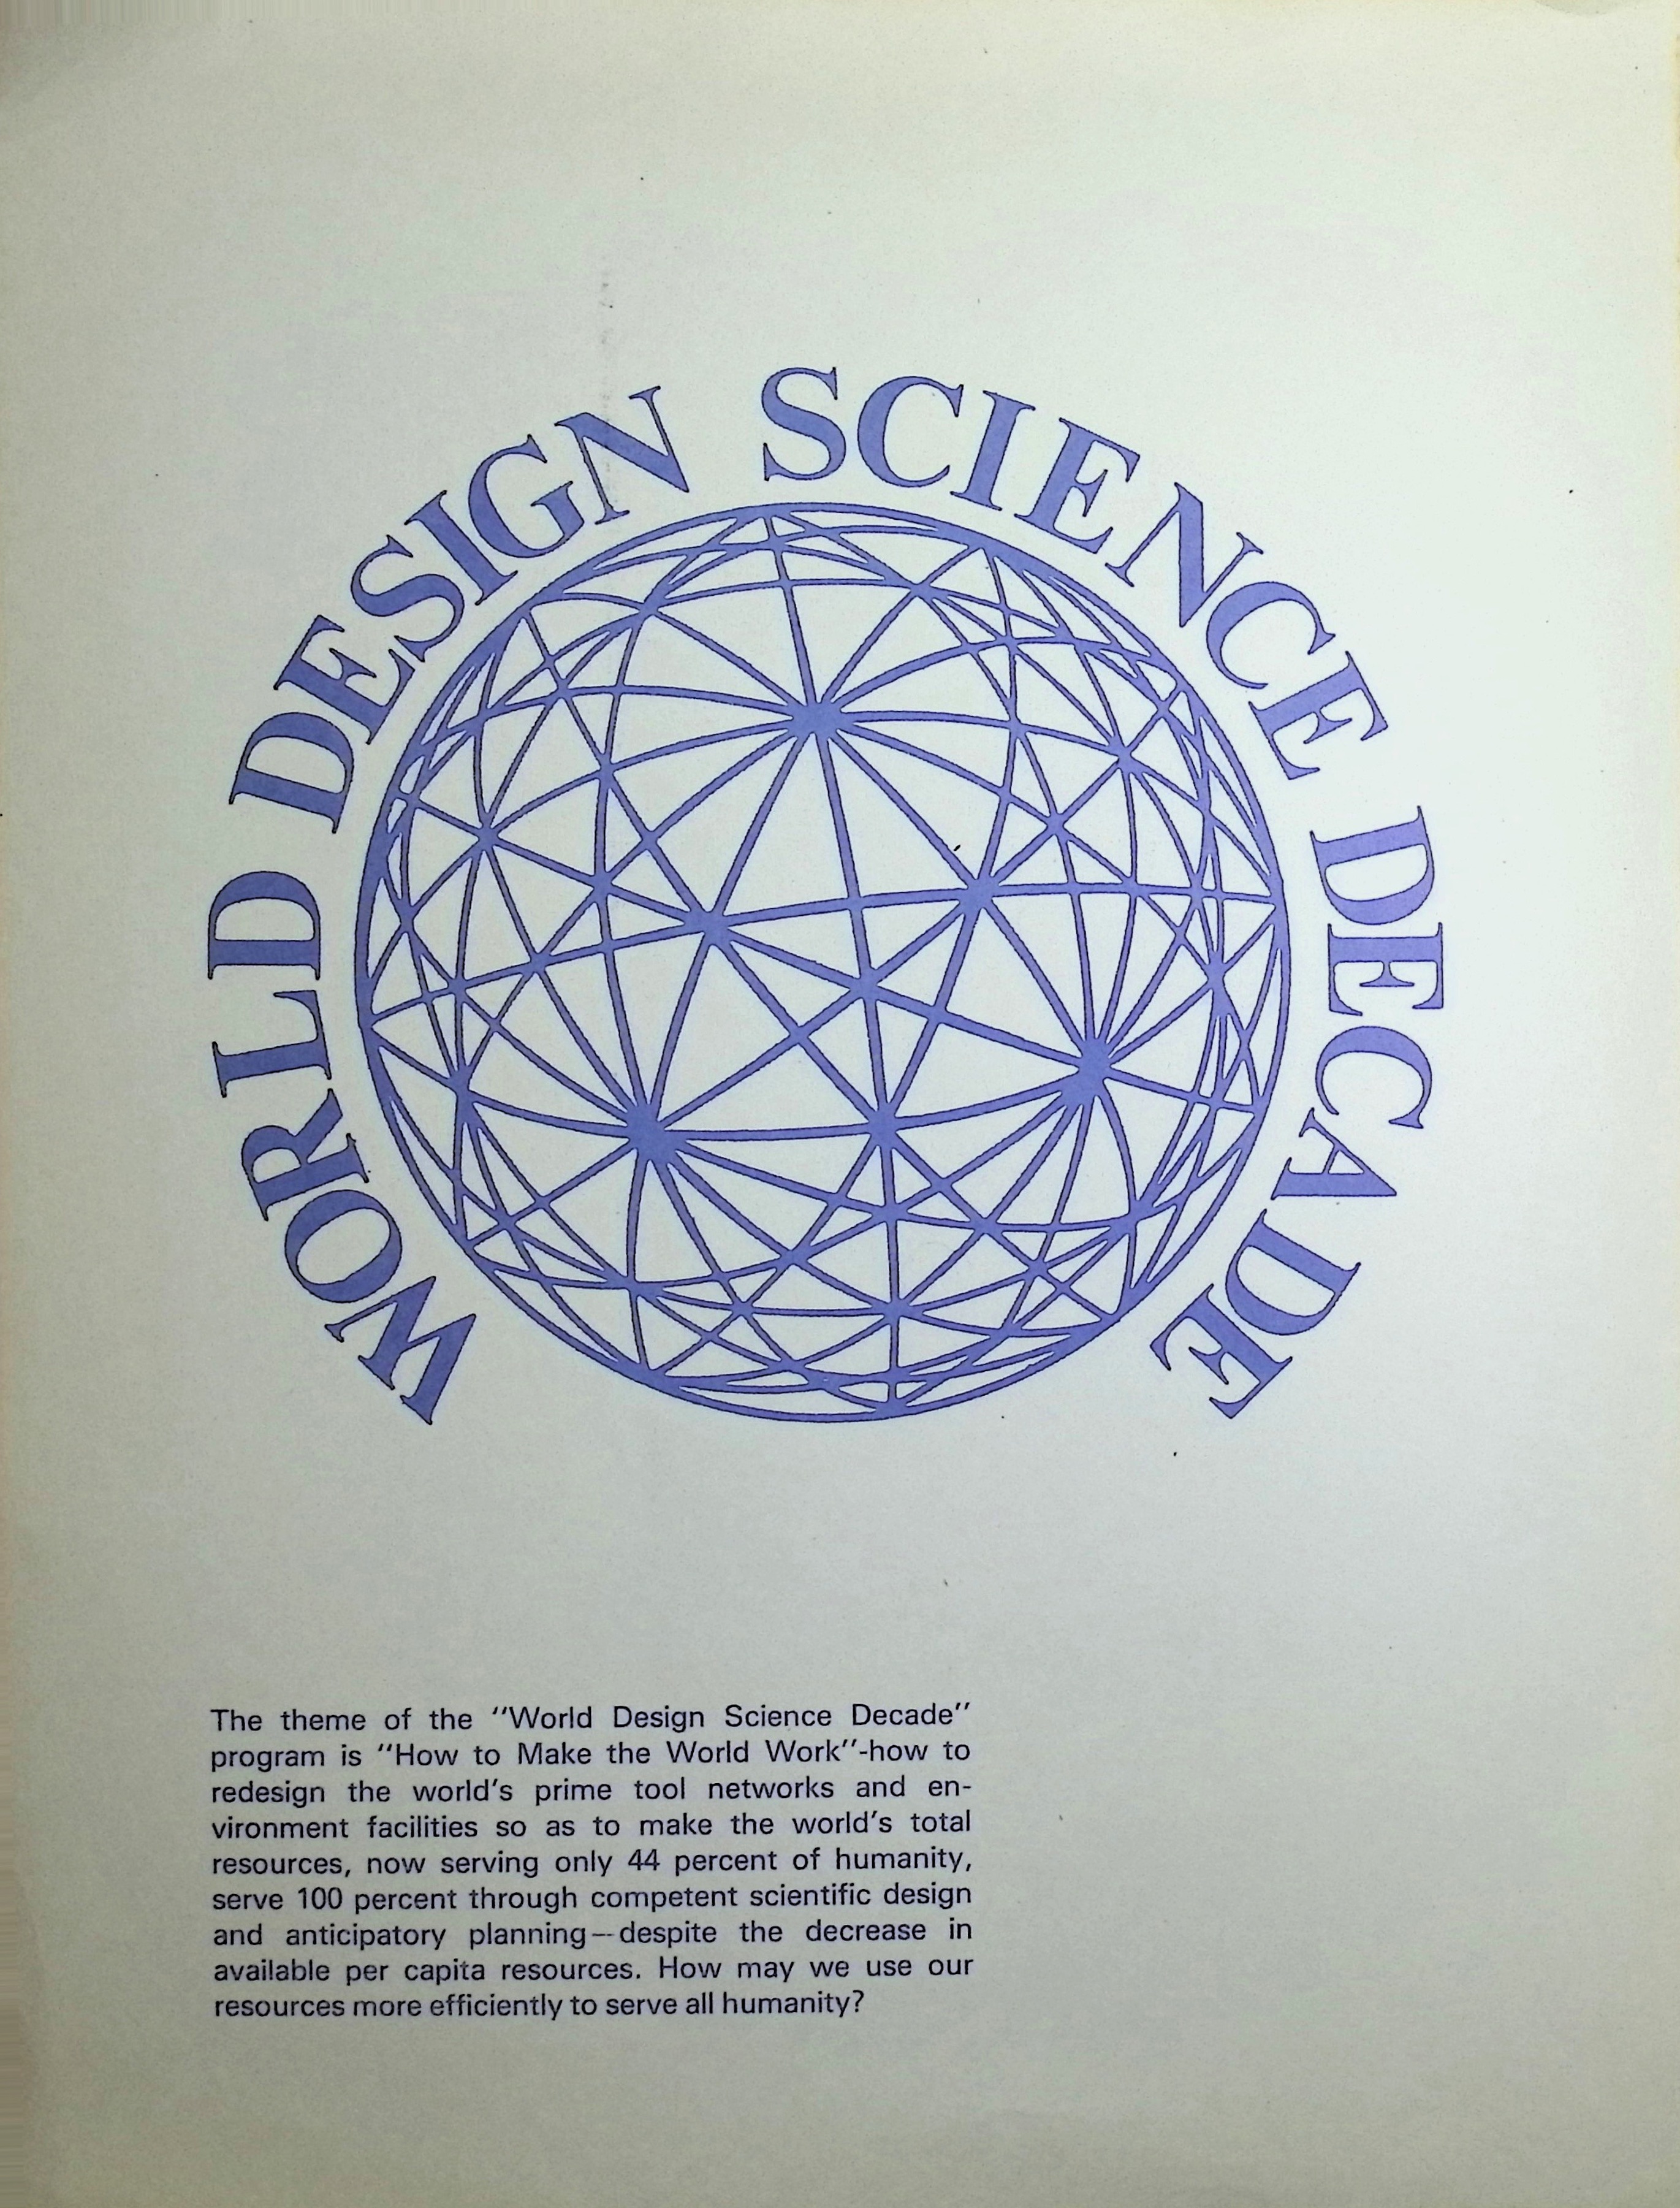 WORLD DESIGN SCIENCE DECADE
The theme of the "World Design Science Decade"
program is "How to Make the World Work"-how to
redesign the world's prime tool networks and en-
vironment facilities so as to make the world's total
resources, now serving only 44 percent of humanity,
serve 100 percent through competent scientific design
and anticipatory planning—despite the decrease in
available per capita resources. How may we use our
resources more efficiently to serve all humanity?